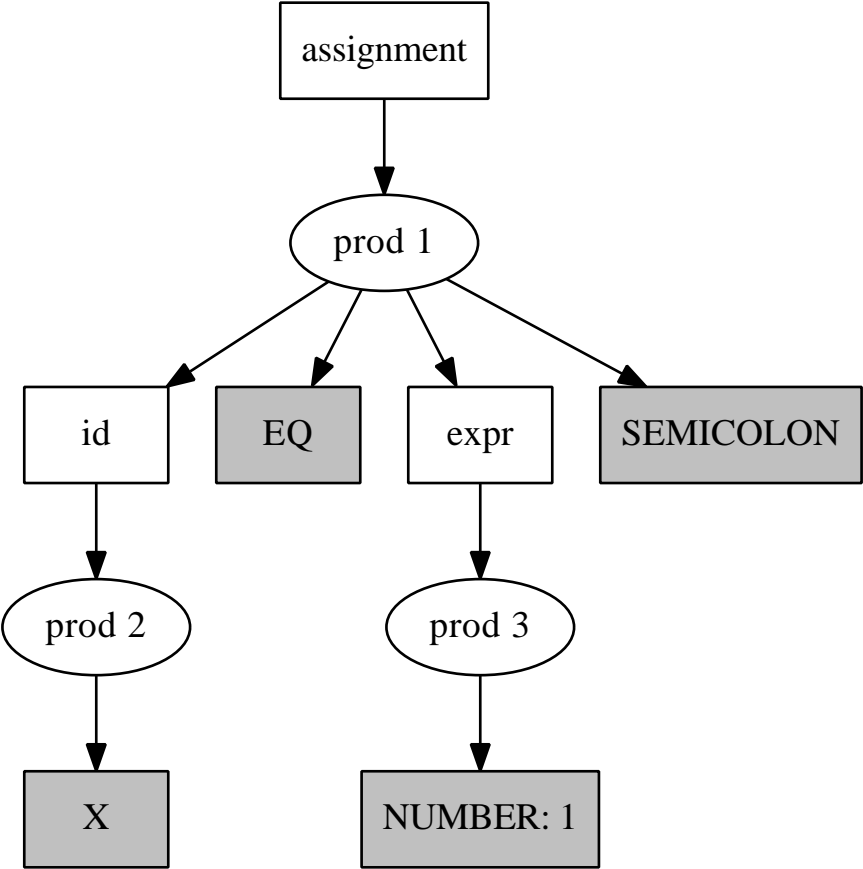 assignment
prod 1
id
EQ
expr
SEMICOLON
prod 2
prod 3
X
NUMBER: 1